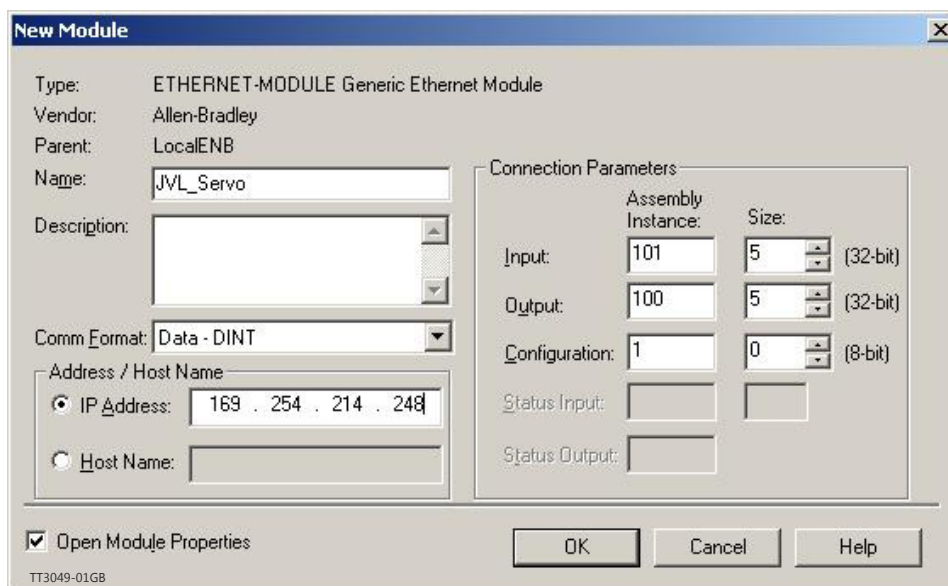 New Module
Type: ETHERNET-MODULE Generic Ethernet Module
Vendor: Allen-Bradley
Parent: LocalENB
Name: JVL_Servo
Description:
Comm Format: Data - DINT
Address / Host Name
IP Address: 169 . 254 . 214 . 248
Host Name:
Connection Parameters
Assembly Instance: Size:
Input: 101 5 (32-bit)
Output: 100 5 (32-bit)
Configuration: 1 0 (8-bit)
Status Input:
Status Output:
Open Module Properties
OK Cancel Help
TT3049-01GB